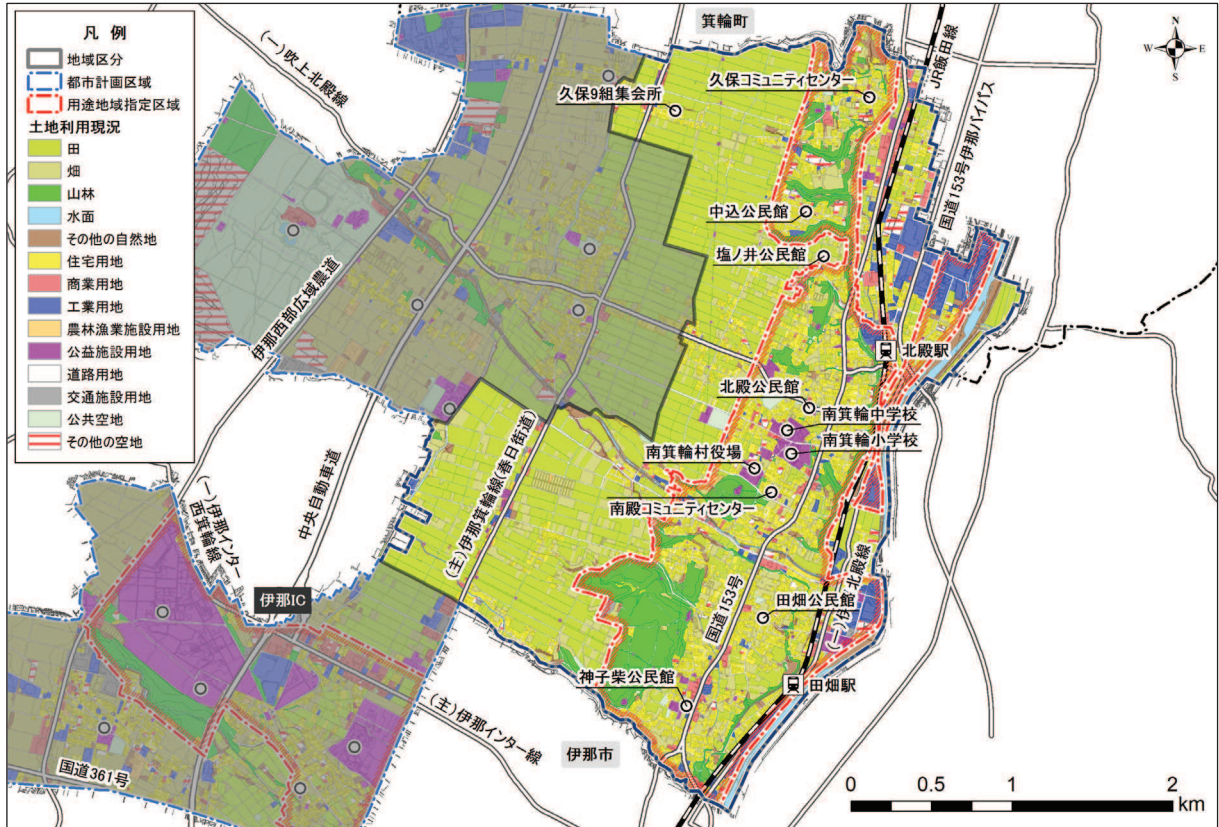 凡 例
地域区分
都市計画区域
用途地域指定区域
土地利用現況
田
畑
山林
水面
その他の自然地
住宅用地
商業用地
工業用地
農林漁業施設用地
公益施設用地
道路用地
交通施設用地
公共空地
その他の空地
箕輪町
N
W
E
S
(一)吹上北殿線
JR飯田線
国道153号伊那バイパス
久保コミュニティセンター
久保9組集会所
中込公民館
塩ノ井公民館
伊那西部広域農道
北殿駅
北殿公民館
南箕輪中学校
南箕輪小学校
南箕輪村役場
南殿コミュニティセンター
(主)伊那箕輪線(春日街道)
中央自動車道
(一)伊那インター
西箕輪線
伊那IC
国道153号
田畑公民館
(一)伊
北殿線
田畑駅
神子柴公民館
(主)伊那インター線
伊那市
国道361号
0
0.5
1
2
km